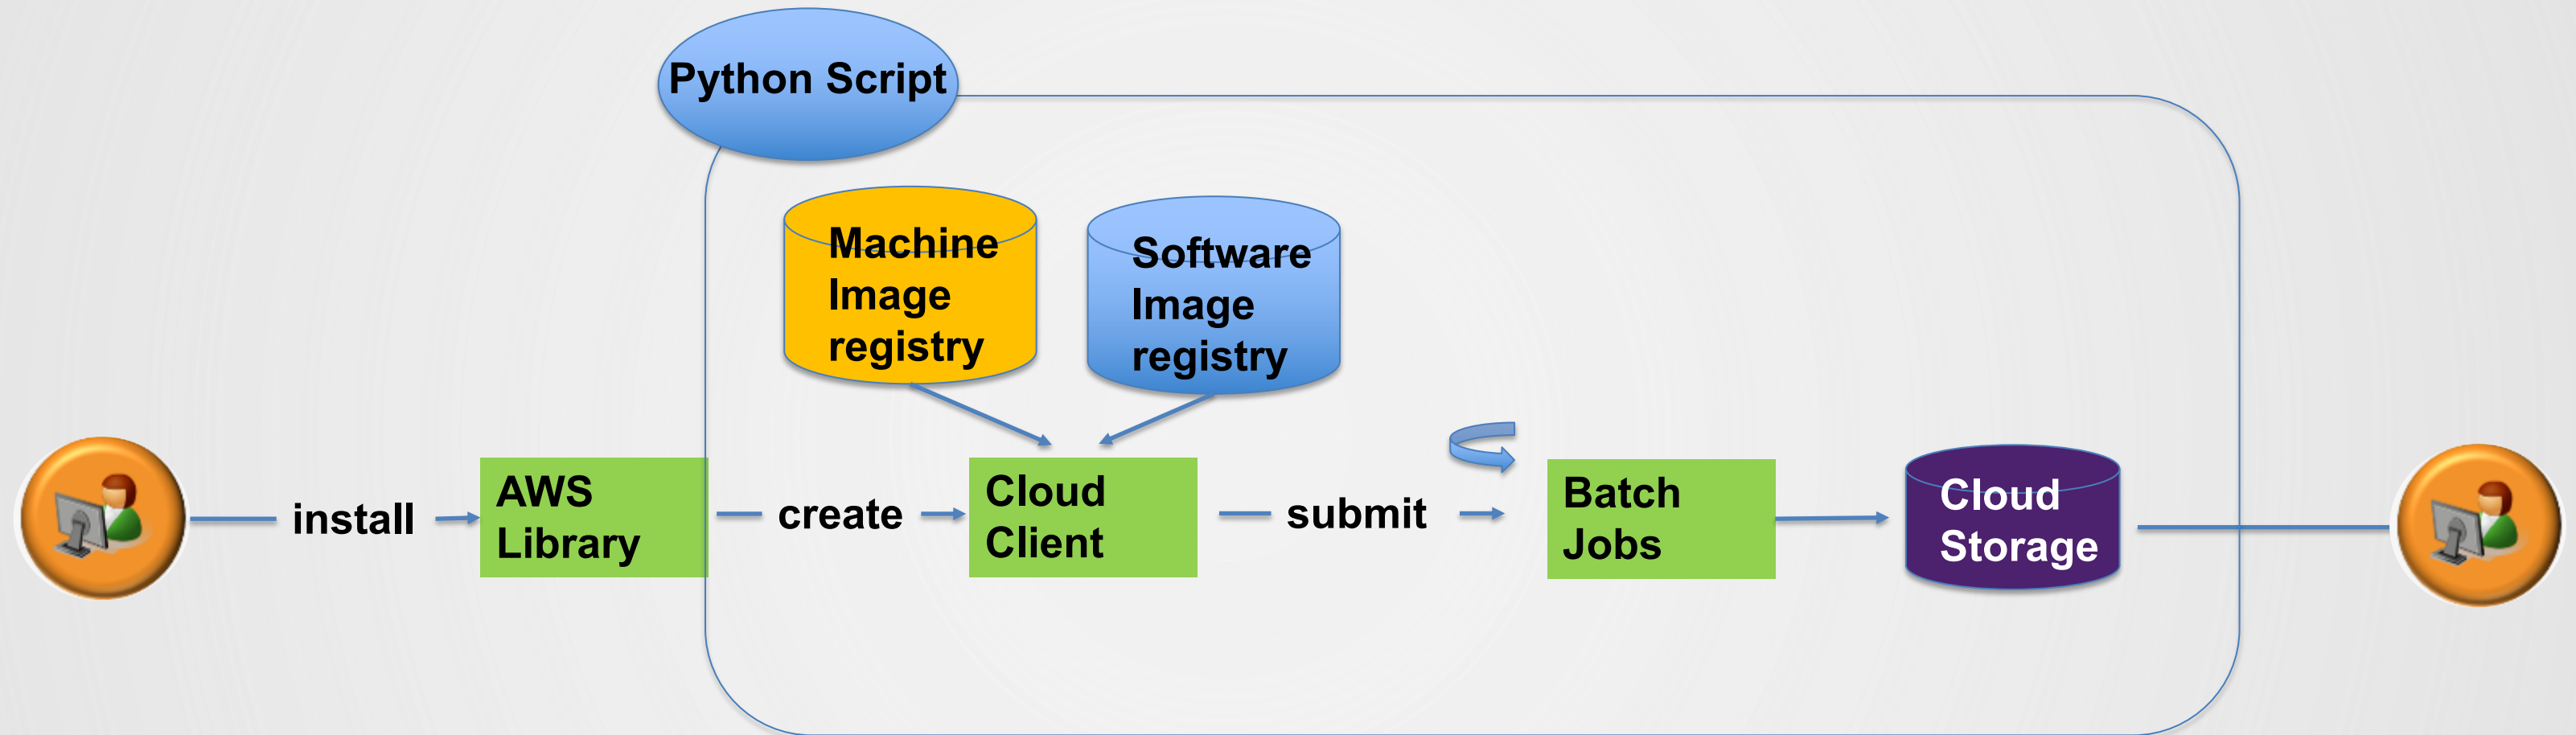 Python Script
Machine
Image
registry
Software
Image
registry
install
AWS
Library
create
Cloud
Client
submit
Batch
Jobs
Cloud
Storage